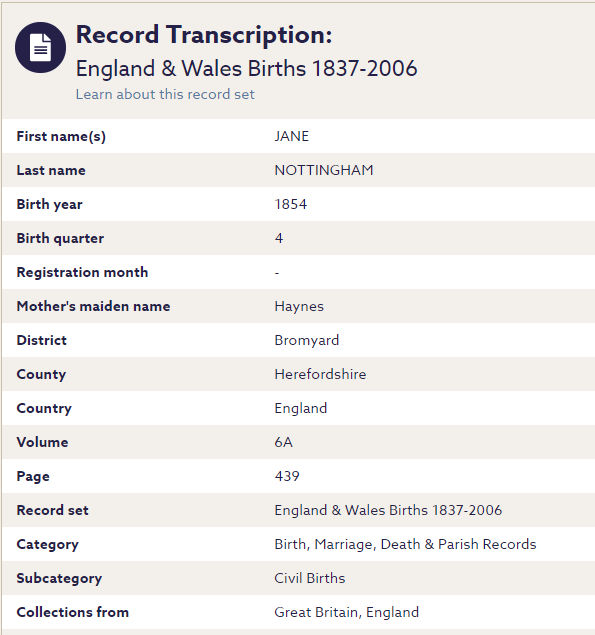 Record Transcription:
England & Wales Births 1837-2006
Learn about this record set
First name(s) JANE
Last name NOTTINGHAM
Birth year 1854
Birth quarter 4
Registration month -
Mother's maiden name Haynes
District Bromyard
County Herefordshire
Country England
Volume 6A
Page 439
Record set England & Wales Births 1837-2006
Category Birth, Marriage, Death & Parish Records
Subcategory Civil Births
Collections from Great Britain, England